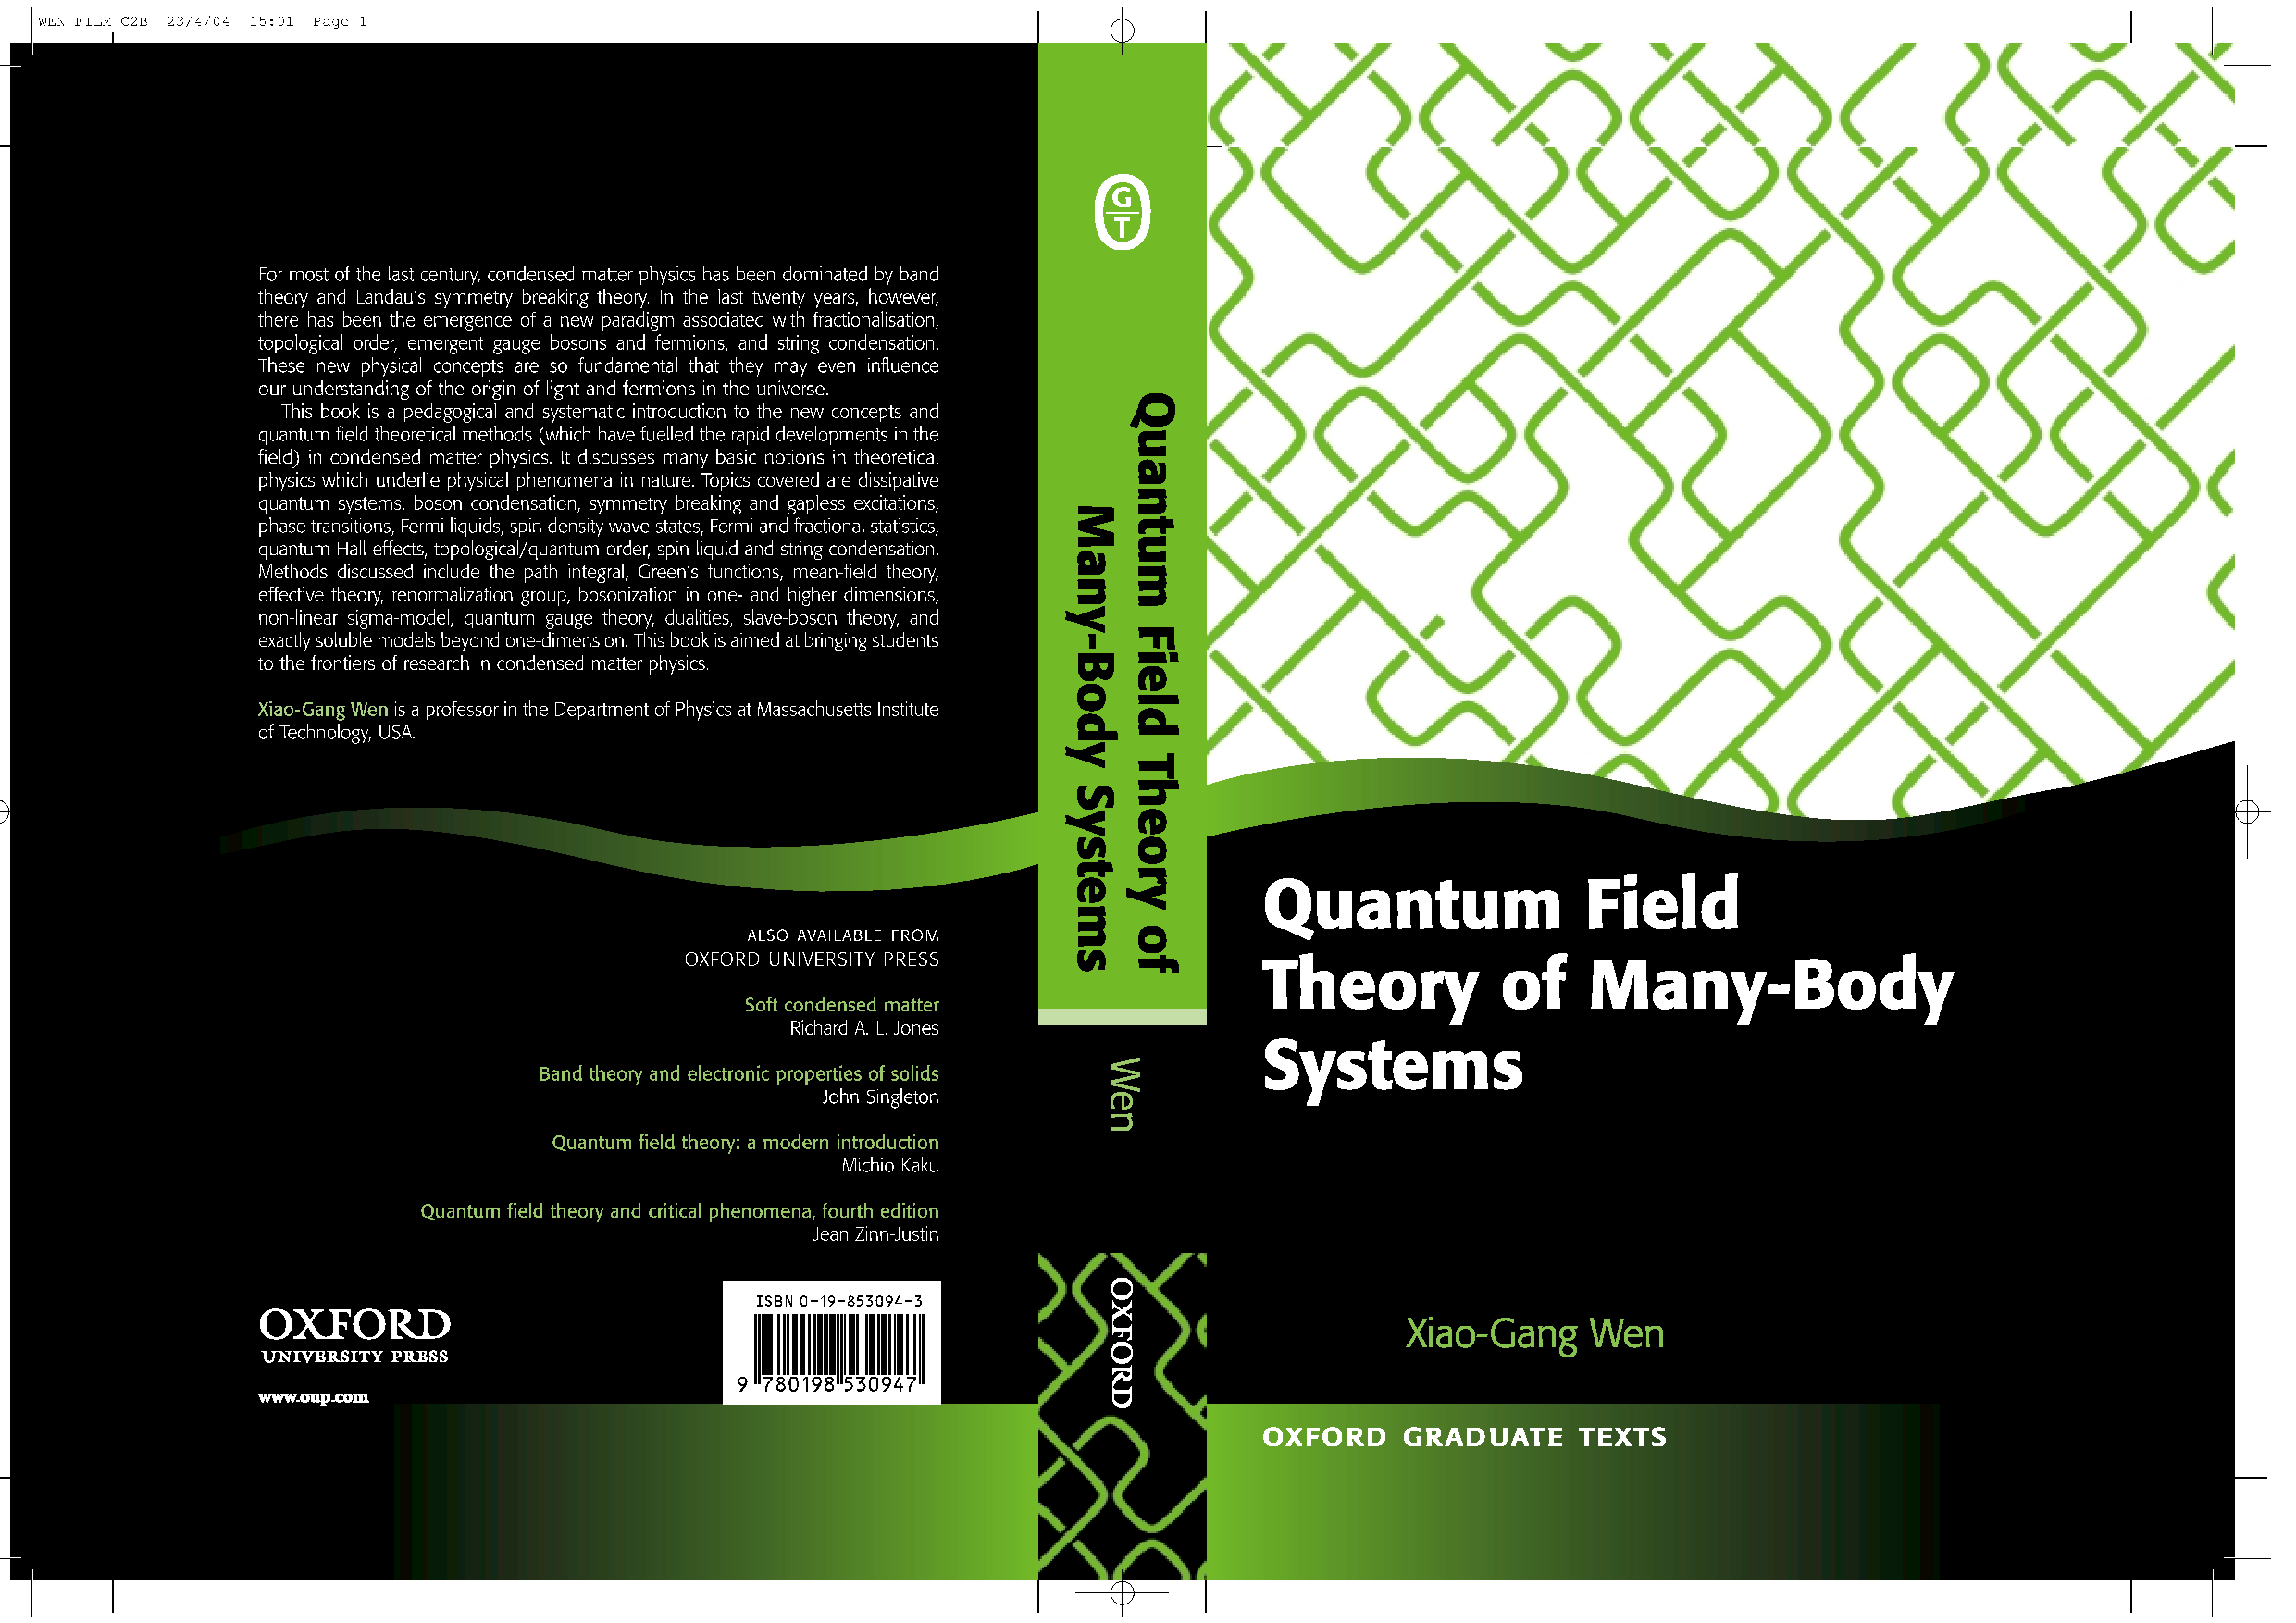 WEN FILM C2B 23/4/04 15:01 Page 1
For most of the last century, condensed matter physics has been dominated by band
theory and Landau's symmetry breaking theory. In the last twenty years, however,
there has been the emergence of a new paradigm associated with fractionalisation,
topological order, emergent gauge bosons and fermions, and string condensation.
These new physical concepts are so fundamental that they may even influence
our understanding of the origin of light and fermions in the universe.
This book is a pedagogical and systematic introduction to the new concepts and
quantum field theoretical methods (which have fuelled the rapid developments in the
field) in condensed matter physics. It discusses many basic notions in theoretical
physics which underlie physical phenomena in nature. Topics covered are dissipative
quantum systems, boson condensation, symmetry breaking and gapless excitations,
phase transitions, Fermi liquids, spin density wave states, Fermi and fractional statistics,
quantum Hall effects, topological/quantum order, spin liquid and string condensation.
Methods discussed include the path integral, Green's functions, mean-field theory,
effective theory, renormalization group, bosonization in one- and higher dimensions,
non-linear sigma-model, quantum gauge theory, dualities, slave-boson theory, and
exactly soluble models beyond one-dimension. This book is aimed at bringing students
to the frontiers of research in condensed matter physics.
Xiao-Gang Wen is a professor in the Department of Physics at Massachusetts Institute
of Technology, USA.
ALSO AVAILABLE FROM
OXFORD UNIVERSITY PRESS
Soft condensed matter
Richard A. L. Jones
Band theory and electronic properties of solids
John Singleton
Quantum field theory: a modern introduction
Michio Kaku
Quantum field theory and critical phenomena, fourth edition
Jean Zinn-Justin
OXFORD
UNIVERSITY PRESS
www.oup.com
ISBN 0-19-853094-3
9 780198 530947
G
T
Quantum Field Theory of
Many-Body Systems
Wen
OXFORD
Quantum Field
Theory of Many-Body
Systems
Xiao-Gang Wen
OXFORD GRADUATE TEXTS